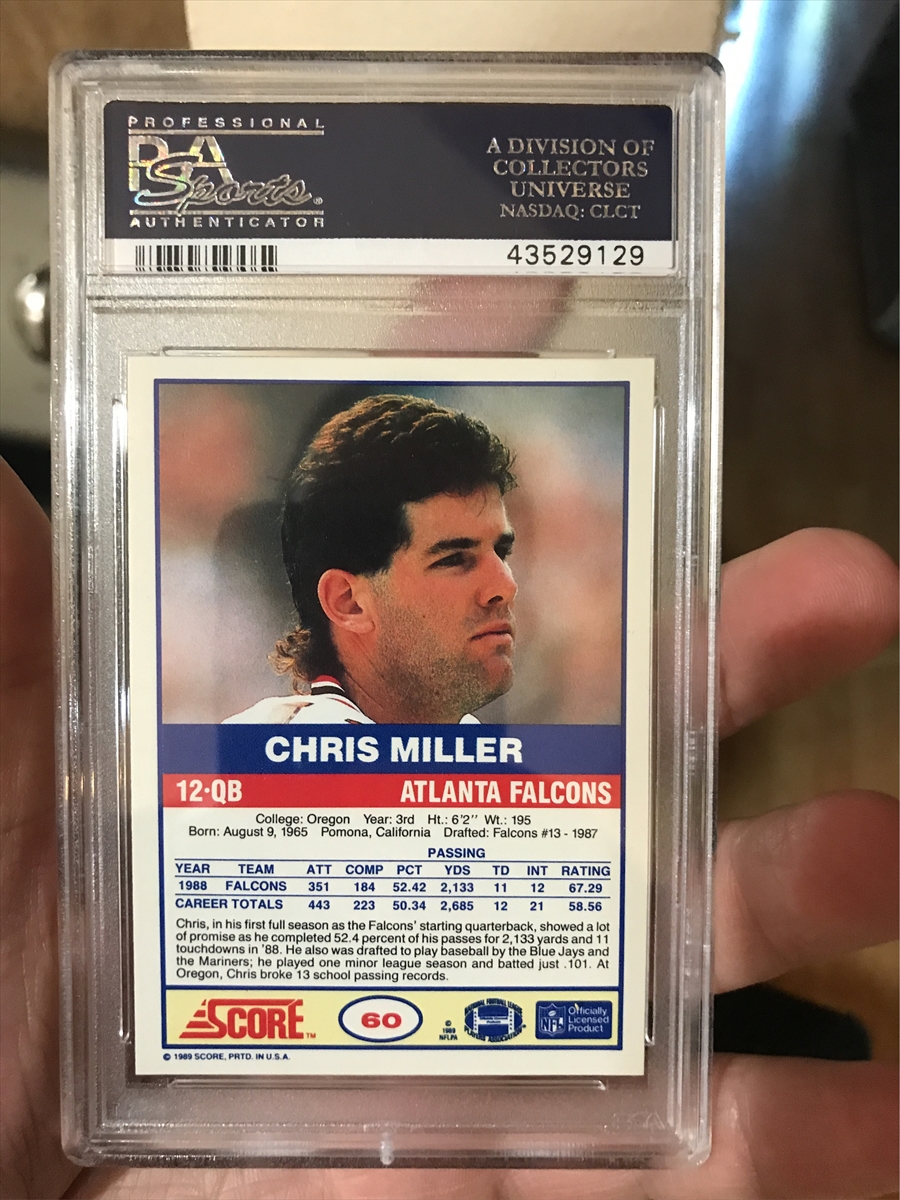 PROFESSIONAL
PSA
Sports®
AUTHENTICATOR
A DIVISION OF
COLLECTORS
UNIVERSE
NASDAQ: CLCT
43529129
CHRIS MILLER
12·QB ATLANTA FALCONS
College: Oregon Year: 3rd Ht.: 6'2'' Wt.: 195
Born: August 9, 1965 Pomona, California Drafted: Falcons #13 - 1987
PASSING
YEAR TEAM ATT COMP PCT YDS TD INT RATING
1988 FALCONS 351 184 52.42 2,133 11 12 67.29
CAREER TOTALS 443 223 50.34 2,685 12 21 58.56
Chris, in his first full season as the Falcons' starting quarterback, showed a lot
of promise as he completed 52.4 percent of his passes for 2,133 yards and 11
touchdowns in '88. He also was drafted to play baseball by the Blue Jays and
the Mariners; he played one minor league season and batted just .101. At
Oregon, Chris broke 13 school passing records.
SCORE™
60
©
1989
NFLPA
NATIONAL FOOTBALL LEAGUE
PLAYERS ASSOCIATION
NFL
Officially
Licensed
Product
© 1989 SCORE, PRTD. IN U.S.A.